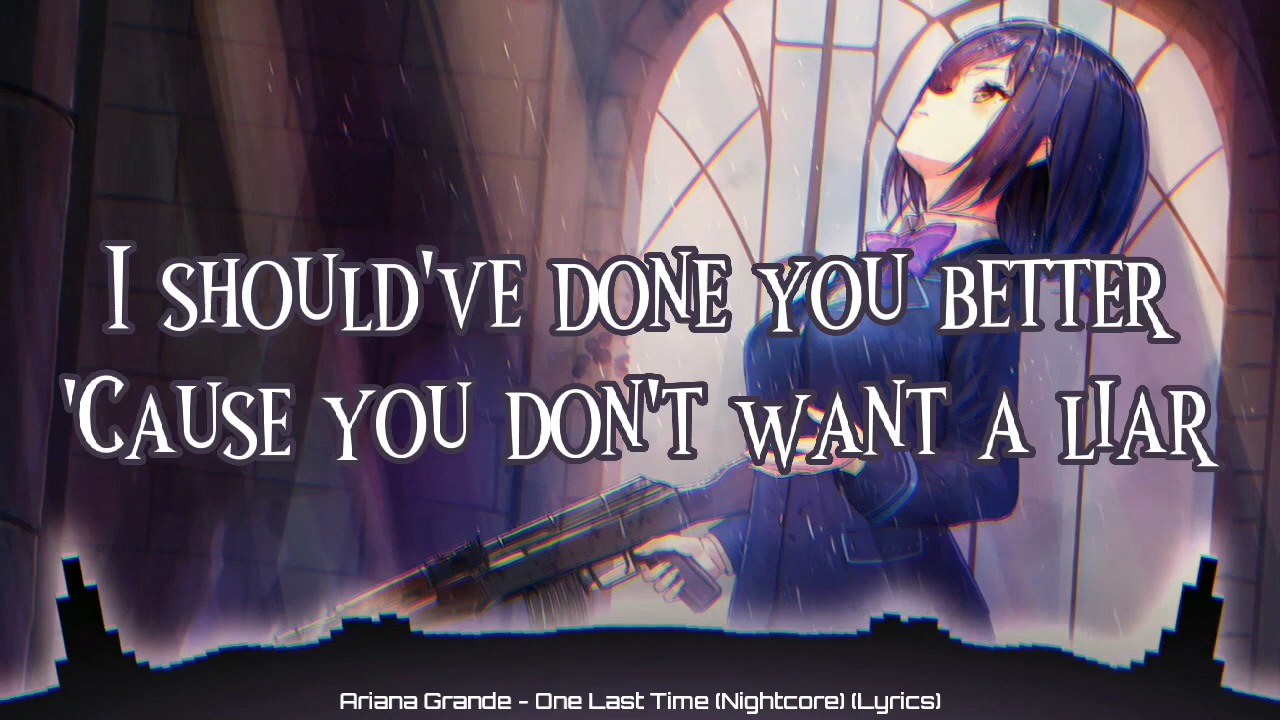 I should've done you better
'Cause you don't want a liar
Ariana Grande - One Last Time (Nightcore) (Lyrics)